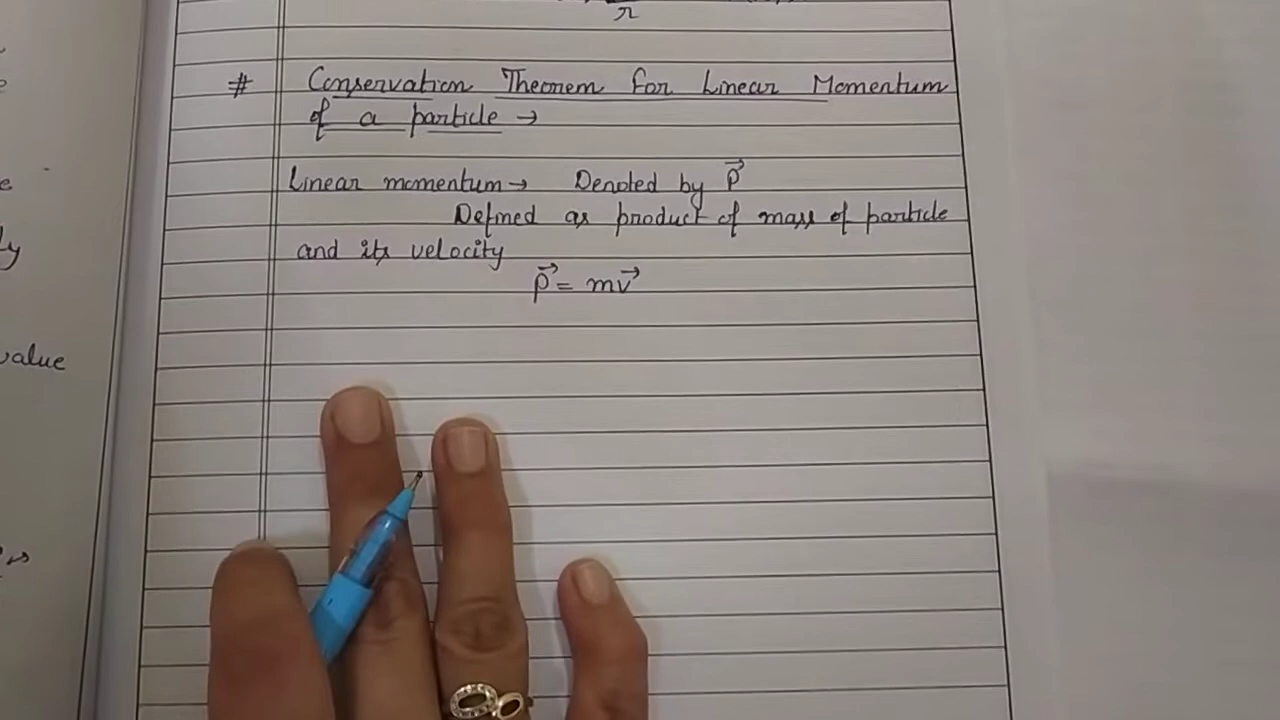 r
# Conservation Theorem for Linear Momentum
of a particle →
Linear momentum → Denoted by p⃗
Defined as product of mass of particle
and its velocity
p⃗ = mv⃗
value